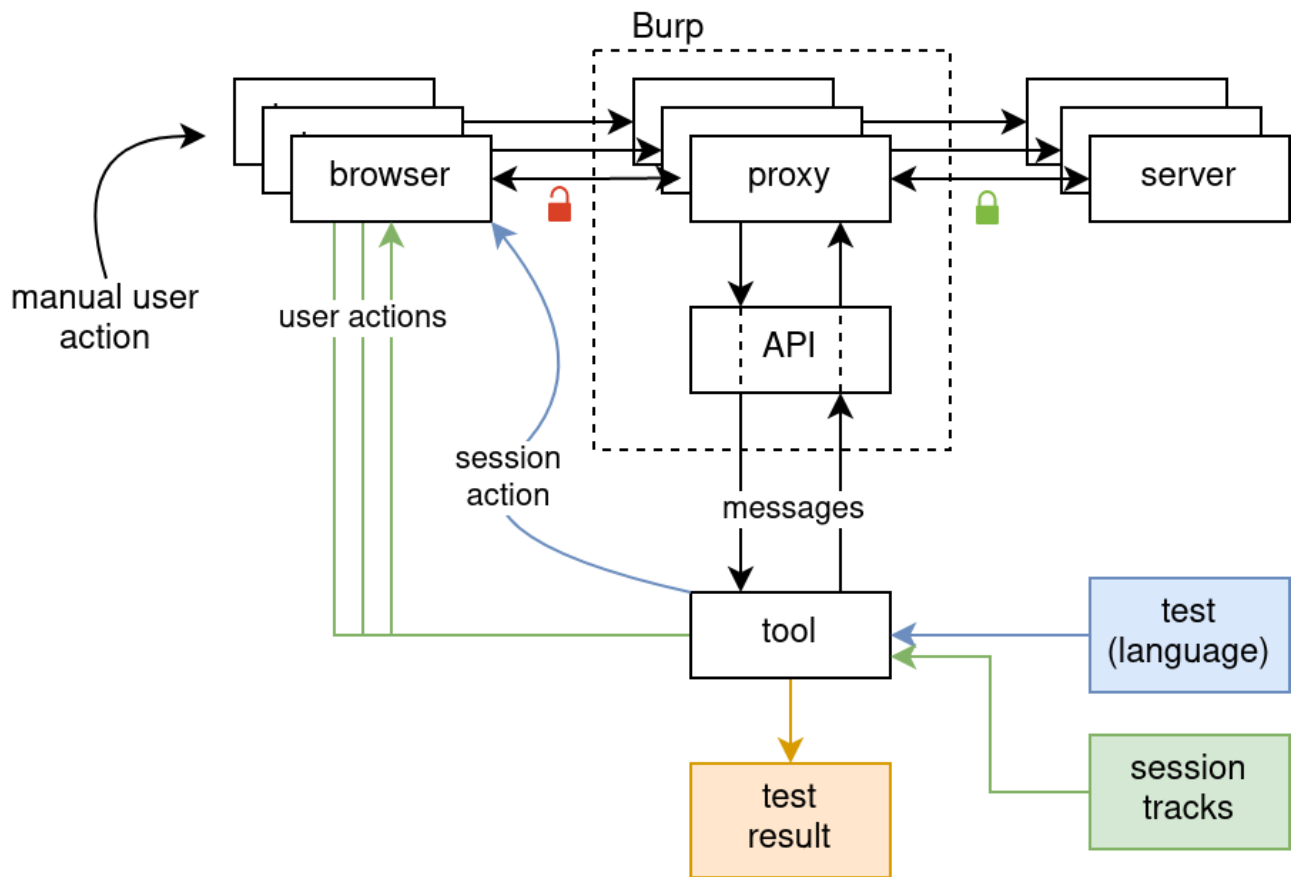 Burp
browser
proxy
server
manual user
action
user actions
API
session
action
messages
tool
test
(language)
test
result
session
tracks